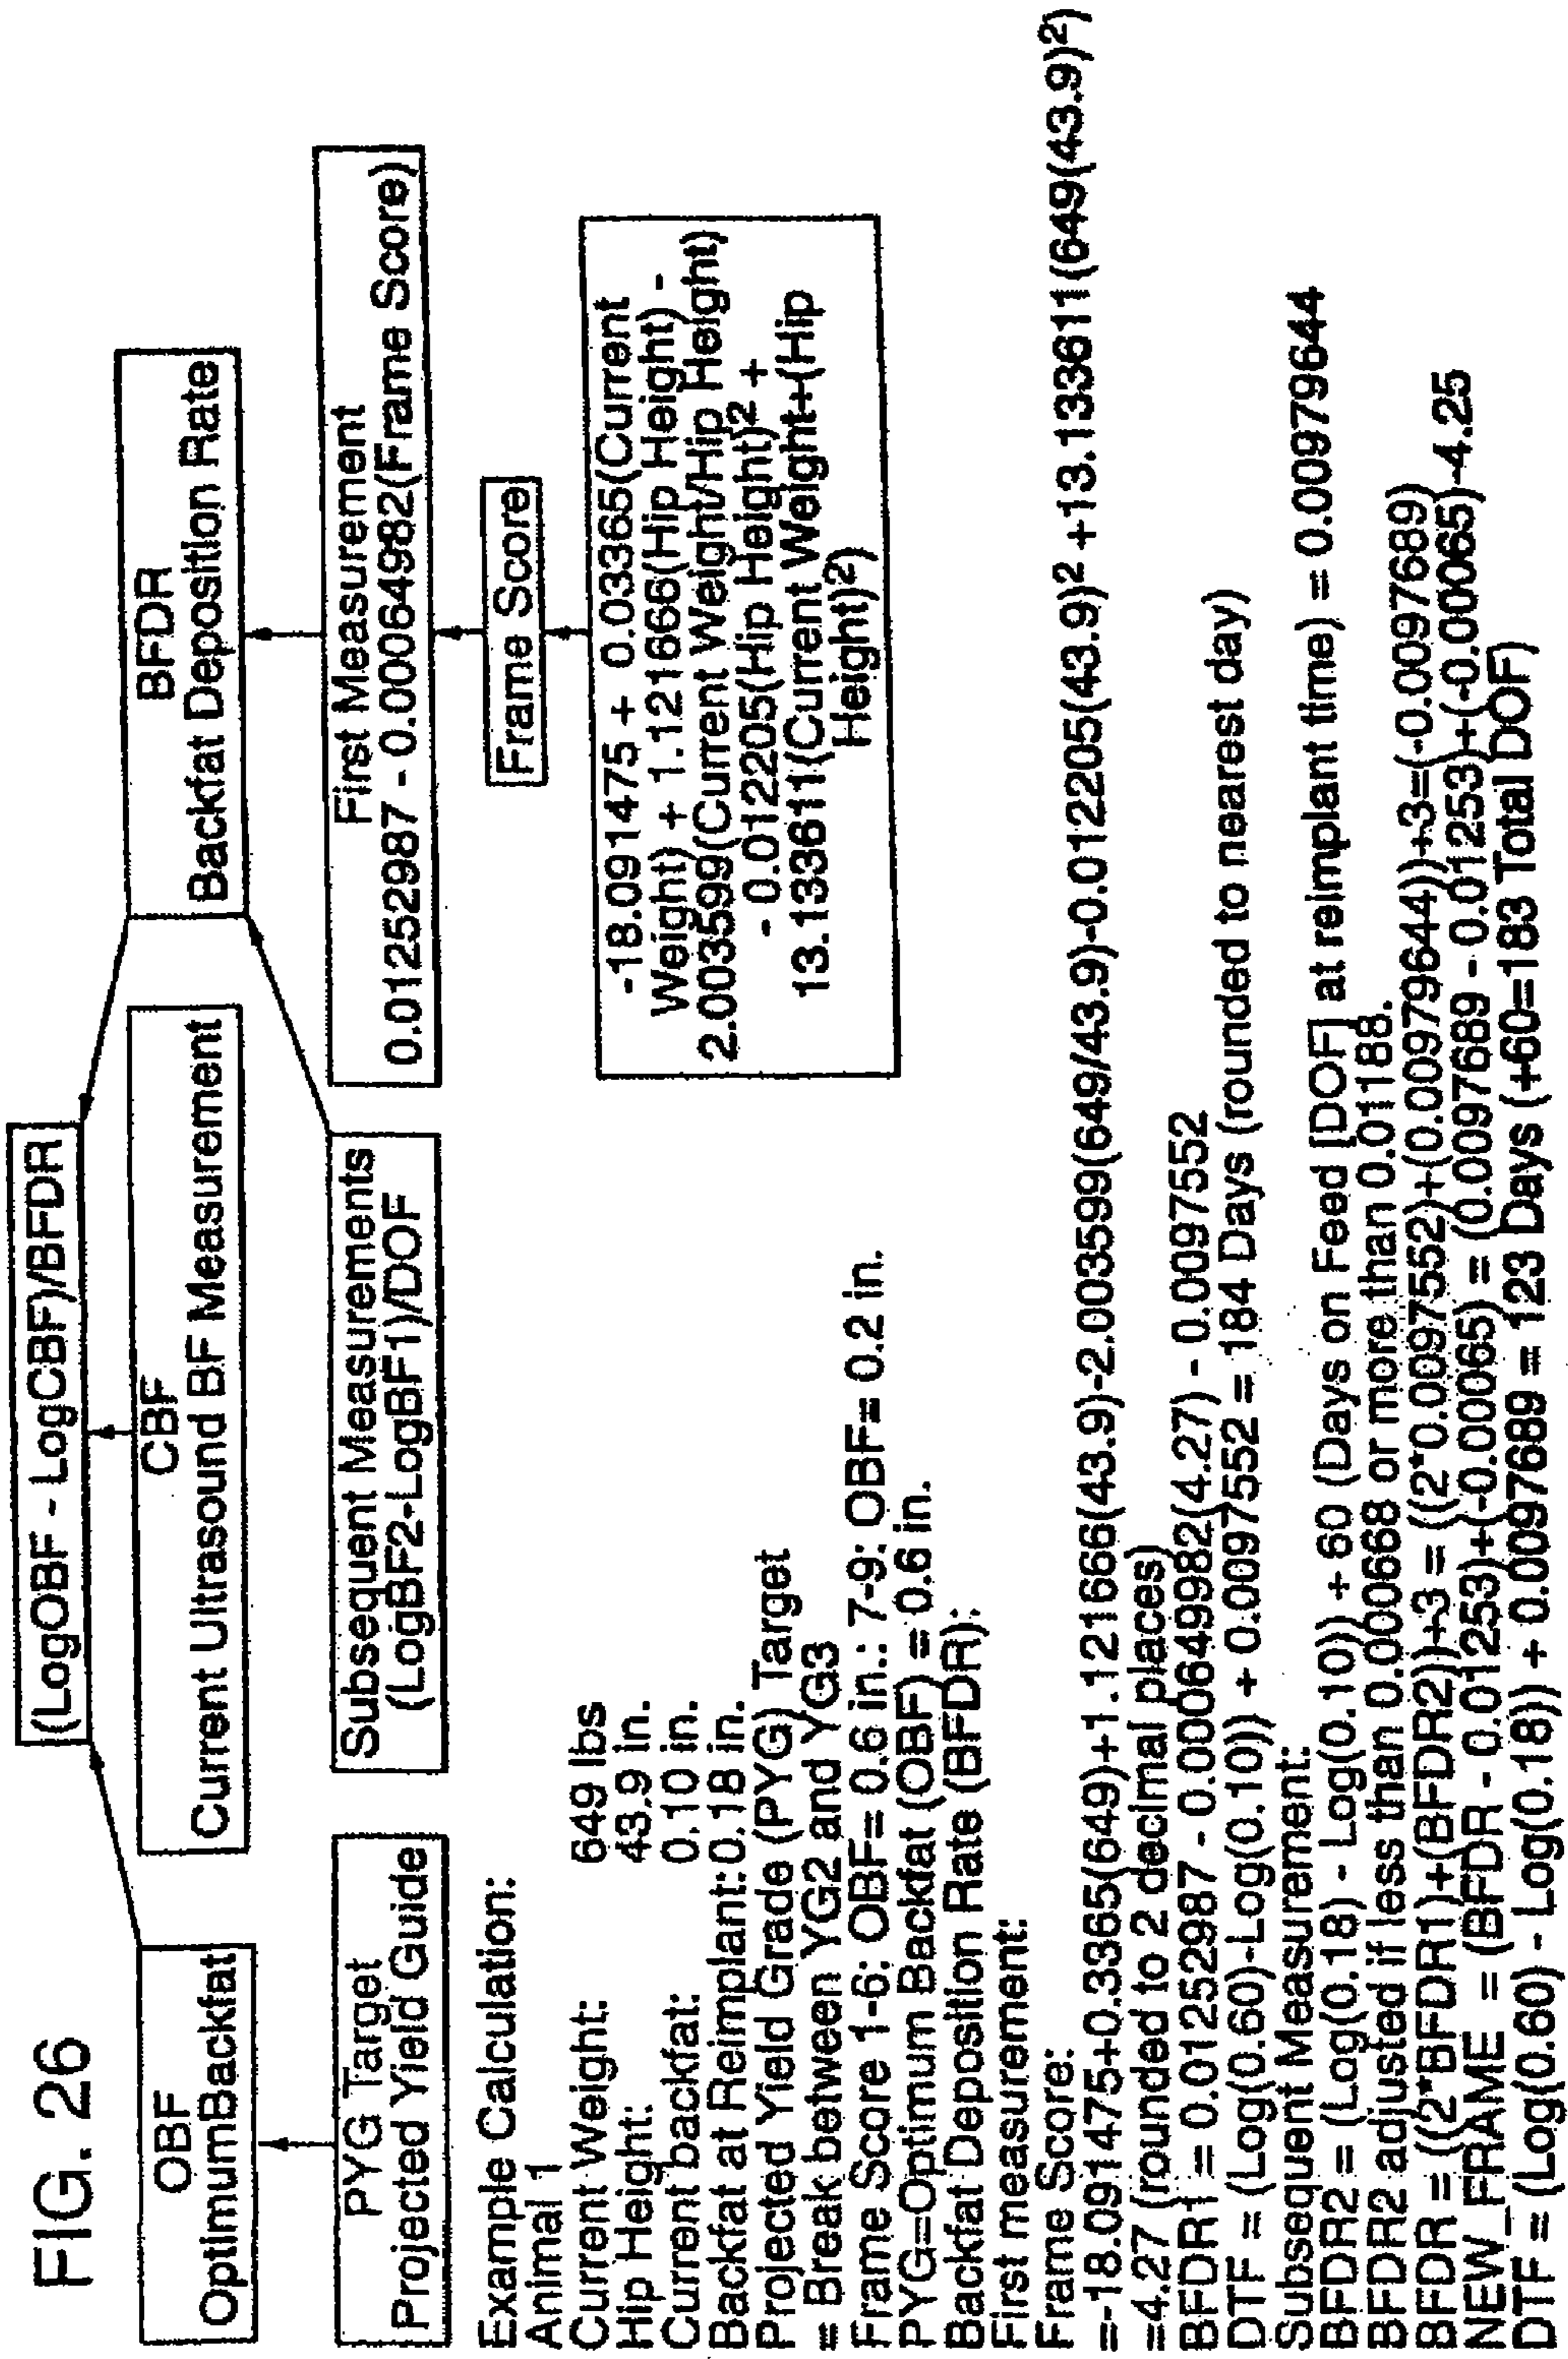 FIG. 26
(LogOBF - LogCBF)/BFDR
OBF
OptimumBackfat
CBF
Current Ultrasound BF Measurement
BFDR
Backfat Deposition Rate
PYG Target
Projected Yield Guide
Subsequent Measurements
(LogBF2-LogBF1)/DOF
First Measurement
0.01252987 - 0.00064982(Frame Score)
Frame Score
-18.091475 + 0.03365(Current
Weight) + 1.121666(Hip Height) -
2.003599(Current Weight/Hip Height)
- 0.012205(Hip Height)² +
13.133611(Current Weight÷(Hip
Height)²)
Example Calculation:
Animal 1
Current Weight: 649 lbs
Hip Height: 43.9 in.
Current backfat: 0.10 in.
Backfat at Reimplant: 0.18 in.
Projected Yield Grade (PYG) Target
= Break between YG2 and YG3
Frame Score 1-6: OBF= 0.6 in.: 7-9: OBF= 0.2 in.
PYG=Optimum Backfat (OBF) = 0.6 in.
Backfat Deposition Rate (BFDR):
First measurement:
Frame Score:
=-18.091475+0.3365(649)+1.121666(43.9)-2.003599(649/43.9)-0.012205(43.9)² +13.133611(649(43.9)²)
=4.27 (rounded to 2 decimal places)
BFDR1 = 0.01252987 - 0.00064982(4.27) - 0.0097552
DTF = (Log(0.60)-Log(0.10)) + 0.0097552 = 184 Days (rounded to nearest day)
Subsequent Measurement:
BFDR2 = (Log(0.18) - Log(0.10)) + 60 (Days on Feed [DOF] at reimplant time) = 0.00979644
BFDR2 adjusted if less than 0.000668 or more than 0.01188.
BFDR = ((2*BFDR1)+(BFDR2))÷3 = ((2*0.0097552)+(0.00979644))÷3=(-0.0097689)
NEW_FRAME = (BFDR - 0.01253)+(-0.00065) = (0.0097689 - 0.01253)+(-0.00065)-4.25
DTF = (Log(0.60) - Log(0.18)) + 0.0097689 = 123 Days (+60=183 Total DOF)